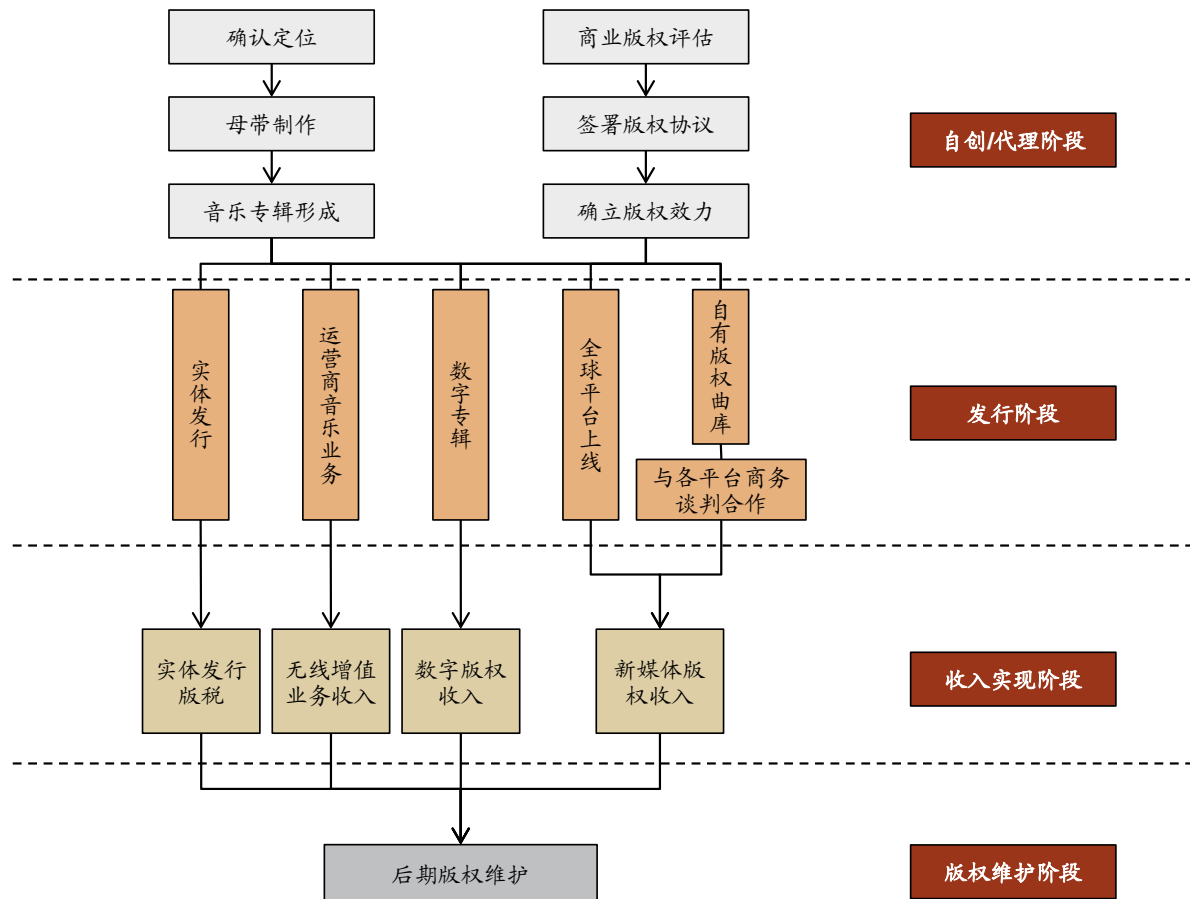 确认定位
商业版权评估
母带制作
签署版权协议
自创/代理阶段
音乐专辑形成
确立版权效力
实体发行
运营商音乐业务
数字专辑
全球平台上线
自有版权曲库
与各平台商务
谈判合作
发行阶段
实体发行
版税
无线增值
业务收入
数字版权
收入
新媒体版
权收入
收入实现阶段
后期版权维护
版权维护阶段